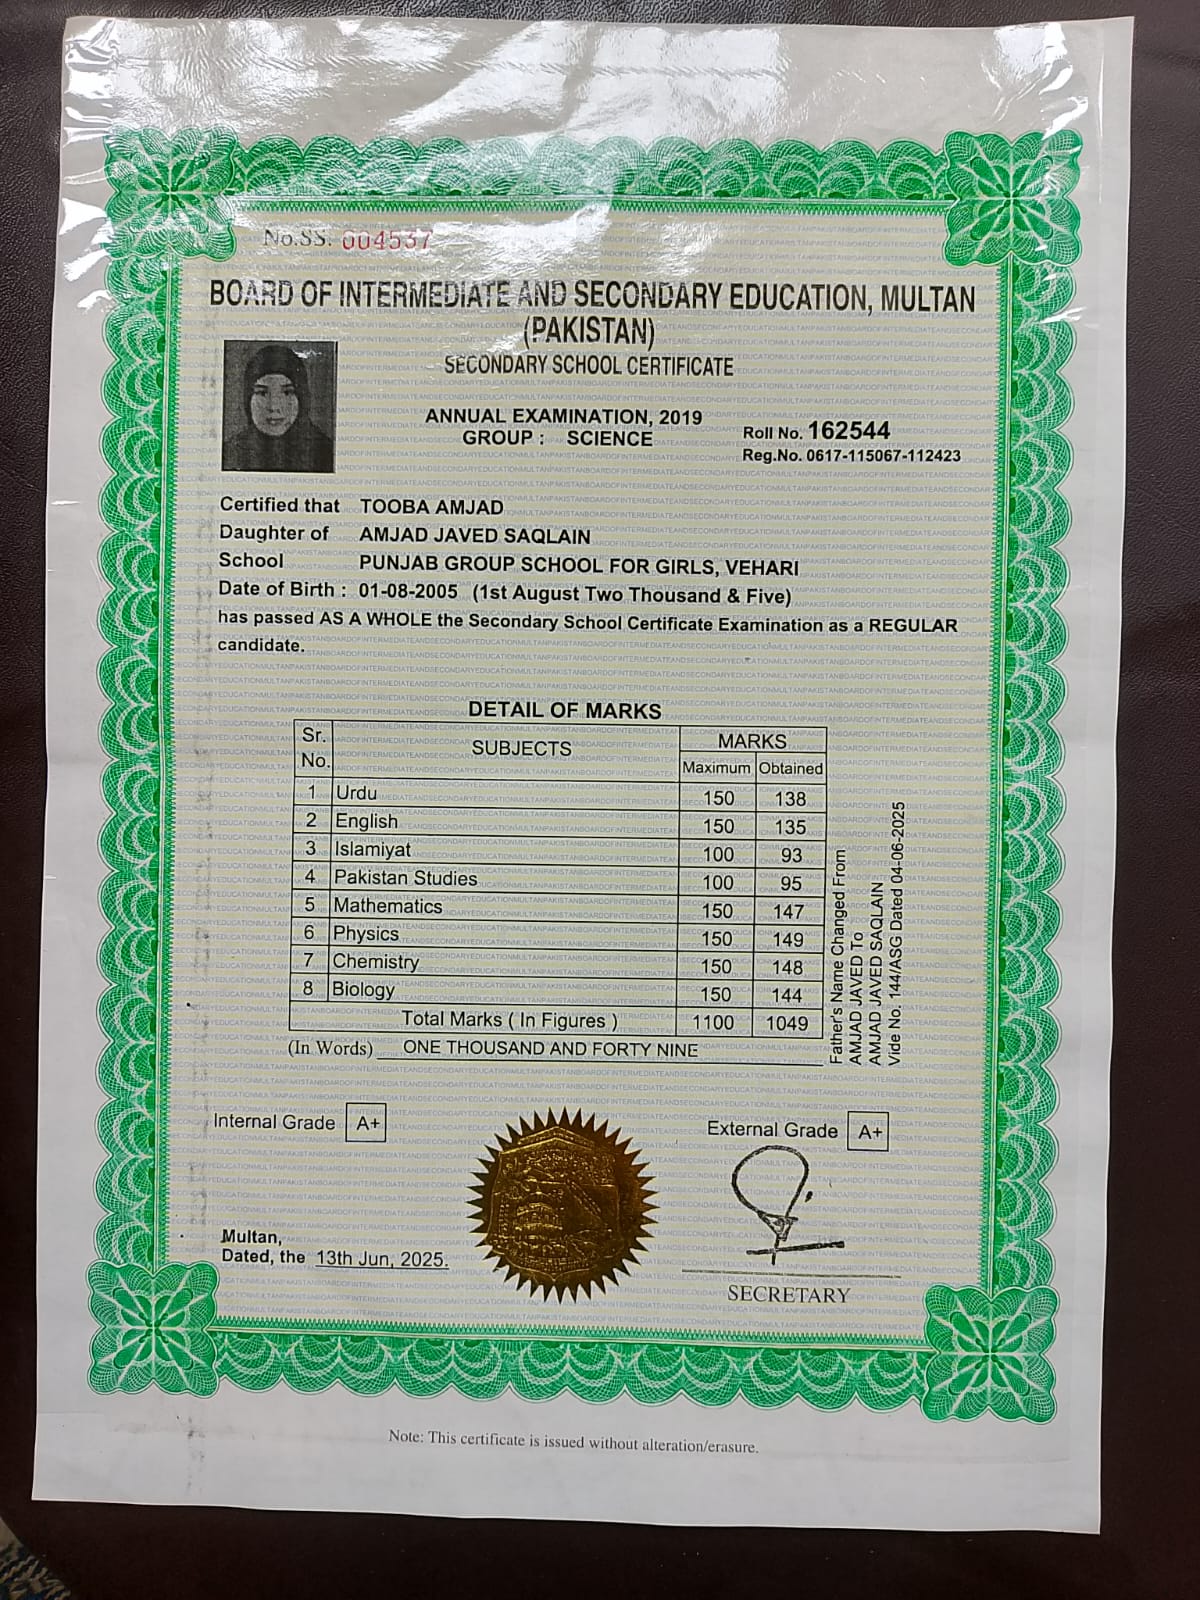 No.SS. 004537
BOARD OF INTERMEDIATE AND SECONDARY EDUCATION, MULTAN
(PAKISTAN)
SECONDARY SCHOOL CERTIFICATE
ANNUAL EXAMINATION, 2019
GROUP : SCIENCE
Roll No. 162544
Reg.No. 0617-115067-112423
Certified that TOOBA AMJAD
Daughter of AMJAD JAVED SAQLAIN
School PUNJAB GROUP SCHOOL FOR GIRLS, VEHARI
Date of Birth : 01-08-2005 (1st August Two Thousand & Five)
has passed AS A WHOLE the Secondary School Certificate Examination as a REGULAR
candidate.
DETAIL OF MARKS
Sr. No. SUBJECTS MARKS
Maximum Obtained
1 Urdu 150 138
2 English 150 135
3 Islamiyat 100 93
4 Pakistan Studies 100 95
5 Mathematics 150 147
6 Physics 150 149
7 Chemistry 150 148
8 Biology 150 144
Total Marks ( In Figures ) 1100 1049
(In Words) ONE THOUSAND AND FORTY NINE
Father's Name Changed From:
AMJAD JAVED To
AMJAD JAVED SAQLAIN
Vide No. 144/ASG Dated 04-06-2025
Internal Grade A+
External Grade A+
Multan,
Dated, the 13th Jun, 2025.
SECRETARY
Note: This certificate is issued without alteration/erasure.